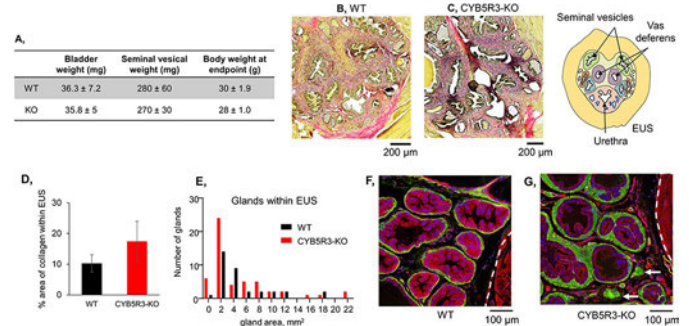 A,
Bladder weight (mg) Seminal vesical weight (mg) Body weight at endpoint (g)
WT 36.3 ± 7.2 280 ± 60 30 ± 1.9
KO 35.8 ± 5 270 ± 30 28 ± 1.0
B, WT
200 µm
C, CYB5R3-KO
200 µm
Seminal vesicles
Vas deferens
EUS
Urethra
D,
% area of collagen within EUS
30
20
10
0
WT CYB5R3-KO
E,
Glands within EUS
WT
CYB5R3-KO
Number of glands
30
20
10
0
0 2 4 6 8 10 12 14 16 18 20 22
gland area, mm²
F,
WT
100 µm
G,
CYB5R3-KO
100 µm